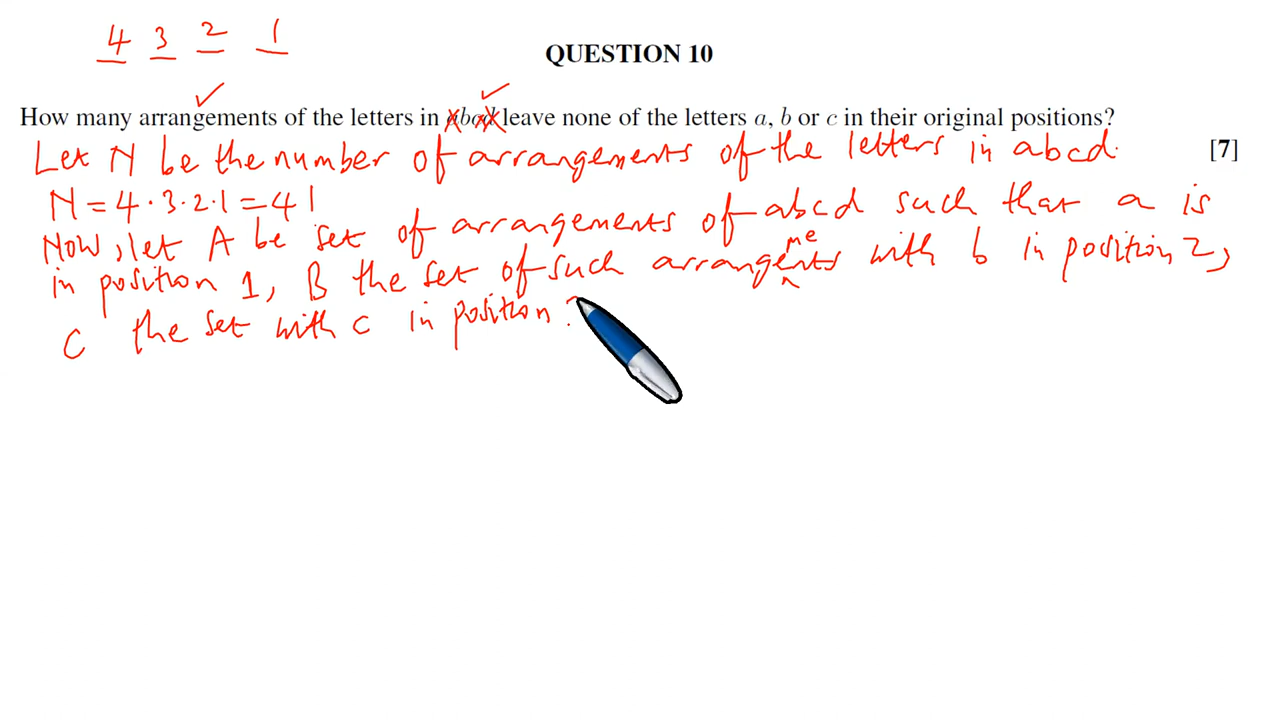 4 3 2 1
QUESTION 10
How many arrangements of the letters in abcd leave none of the letters a, b or c in their original positions?
Let N be the number of arrangements of the letters in abcd.
[7]
N = 4 · 3 · 2 · 1 = 4!
Now, let A be set of arrangements of abcd such that a is
in position 1, B the set of such arrangements with b in position 2,
C the set with c in position